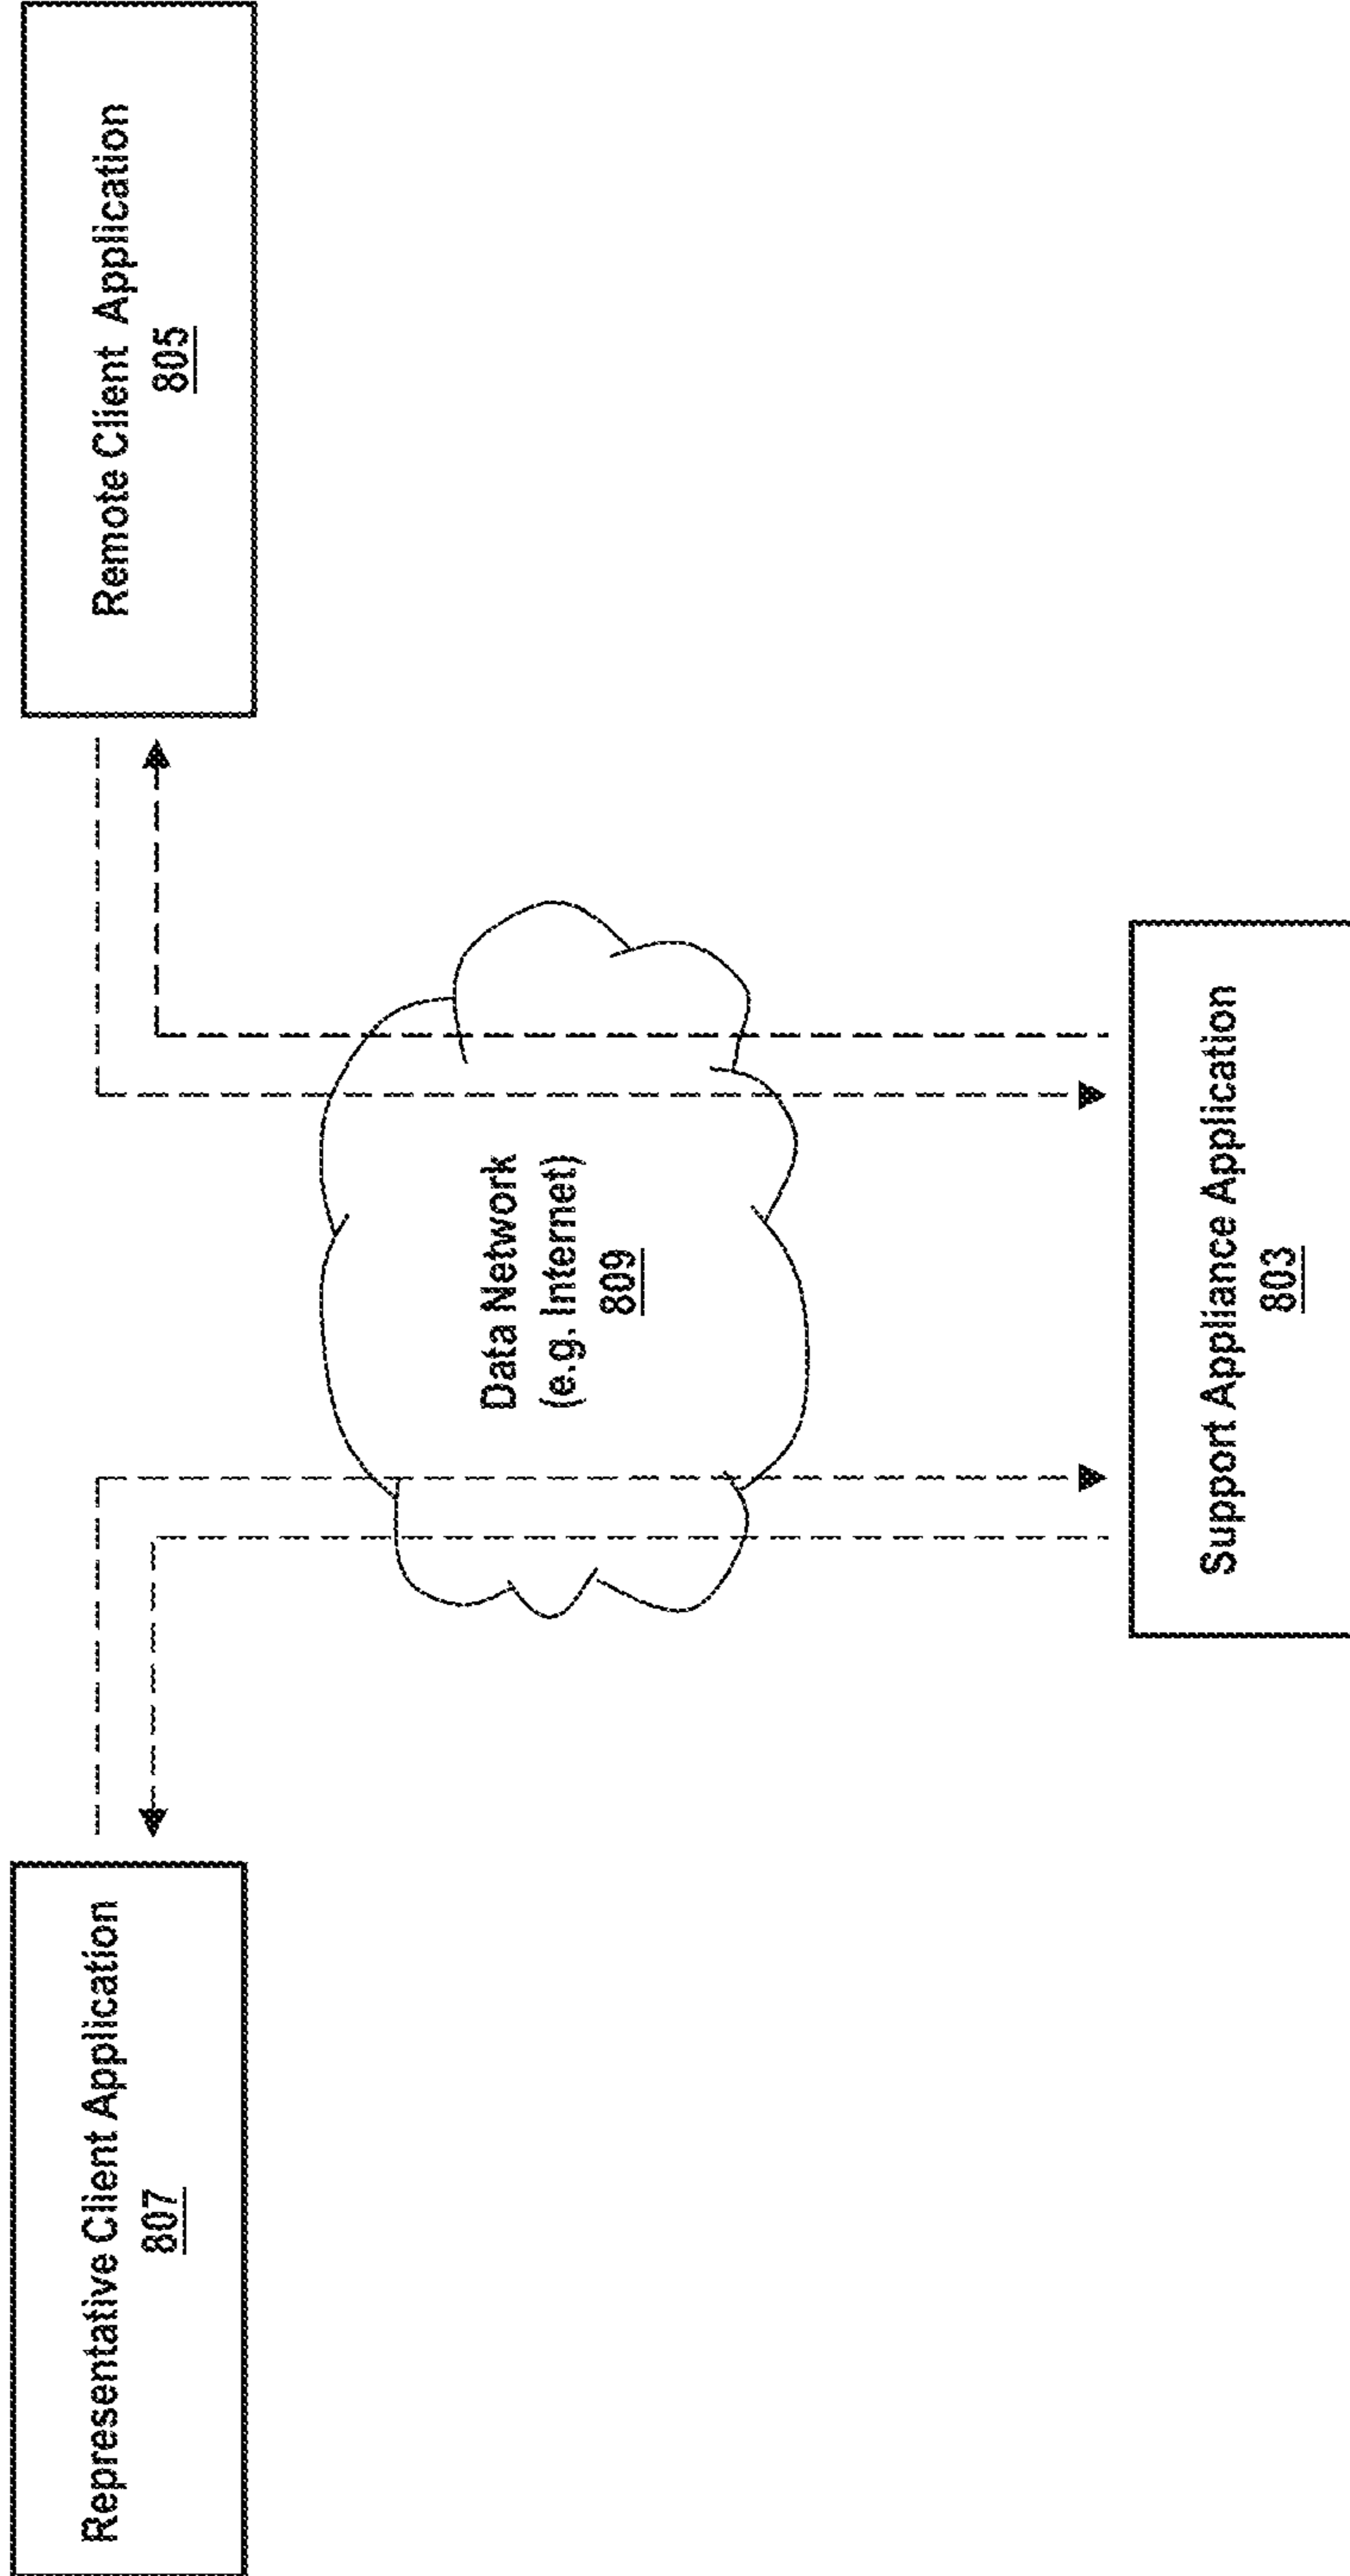 Representative Client Application
807
Remote Client Application
805
Data Network
(e.g. Internet)
809
Support Appliance Application
803